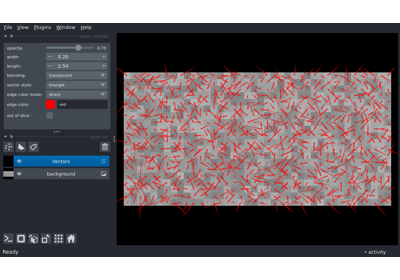 File View Plugins Window Help
opacity: 0.70
width: 0.20
length: 2.50
blending: translucent
vector style: triangle
edge color mode: direct
edge color: red
out of slice:
Vectors
background
Ready
activity